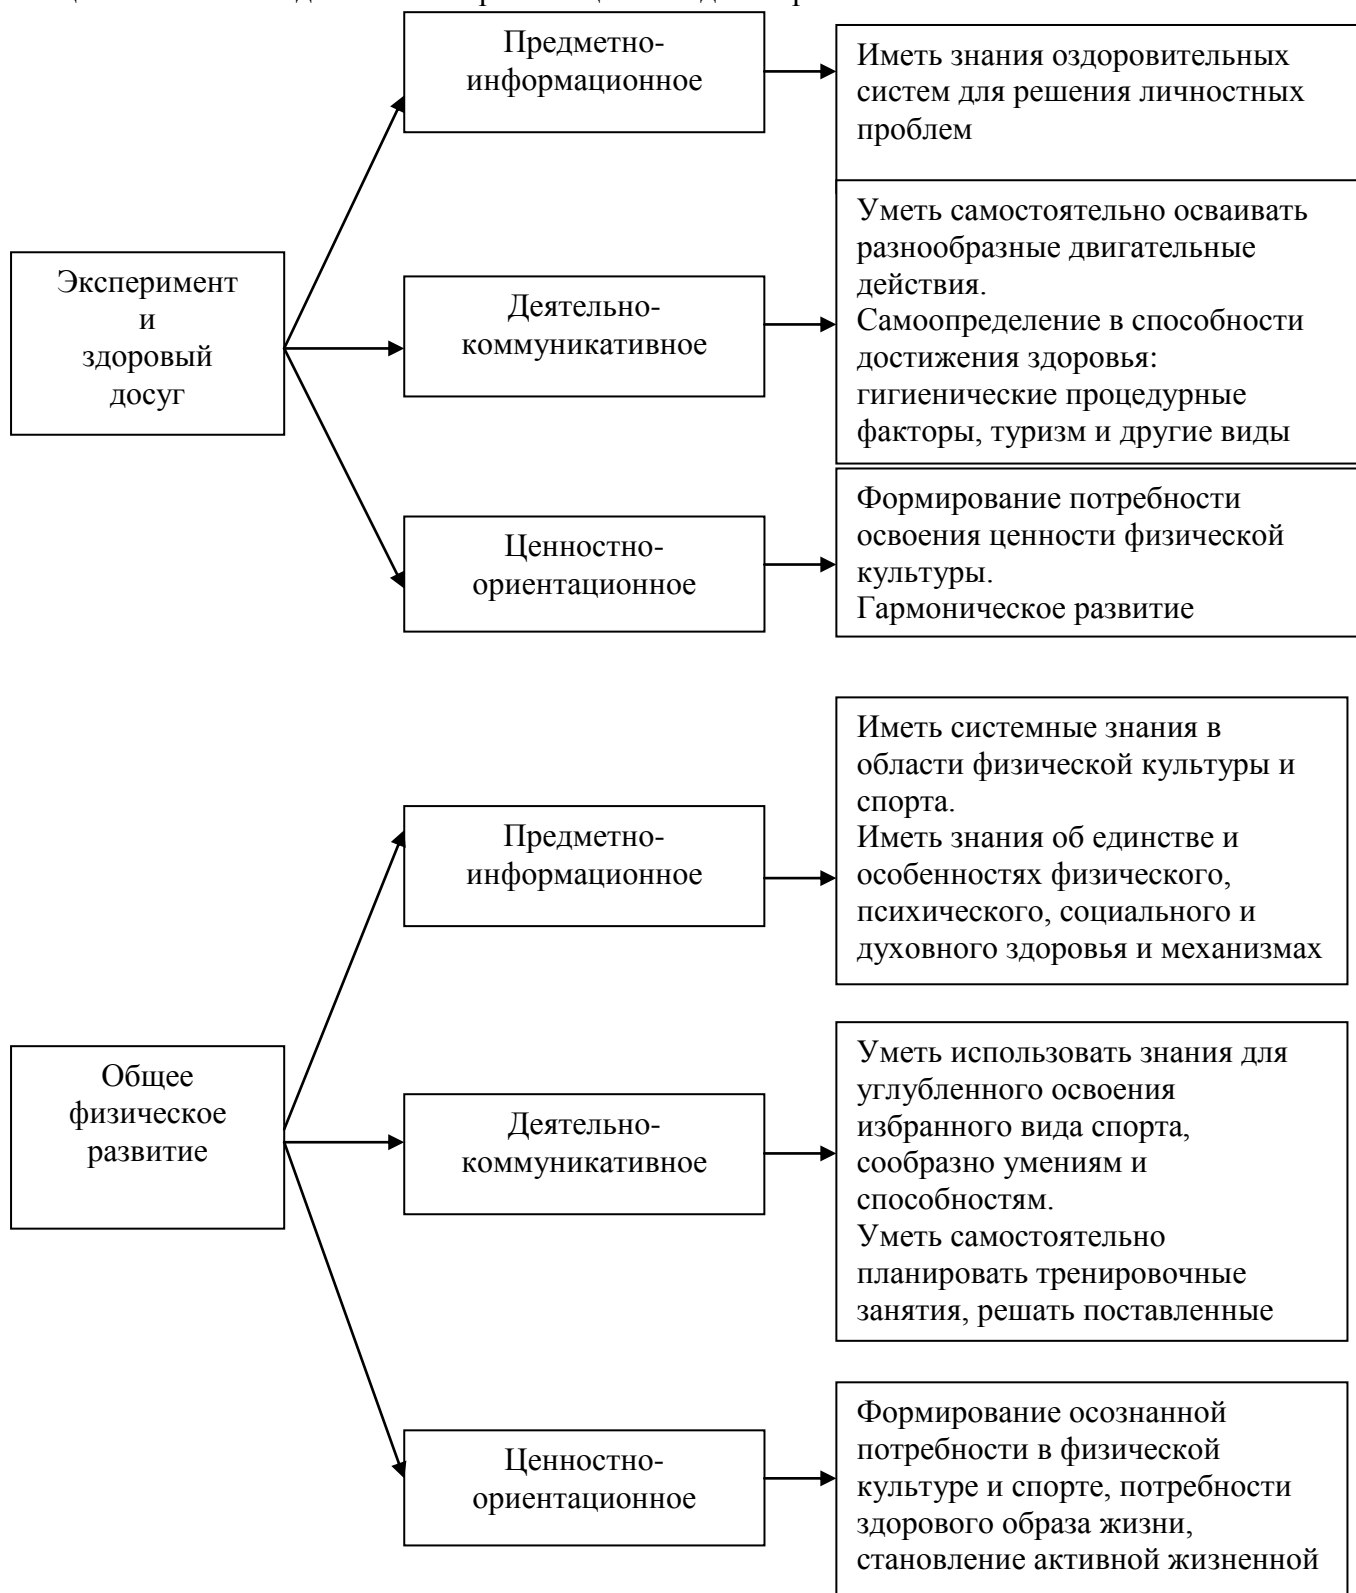 Предметно-
информационное
Иметь знания оздоровительных
систем для решения личностных
проблем
Эксперимент
и
здоровый
досуг
Деятельно-
коммуникативное
Уметь самостоятельно осваивать
разнообразные двигательные
действия.
Самоопределение в способности
достижения здоровья:
гигиенические процедурные
факторы, туризм и другие виды
Ценностно-
ориентационное
Формирование потребности
освоения ценности физической
культуры.
Гармоническое развитие
Общее
физическое
развитие
Предметно-
информационное
Иметь системные знания в
области физической культуры и
спорта.
Иметь знания об единстве и
особенностях физического,
психического, социального и
духовного здоровья и механизмах
Деятельно-
коммуникативное
Уметь использовать знания для
углубленного освоения
избранного вида спорта,
сообразно умениям и
способностям.
Уметь самостоятельно
планировать тренировочные
занятия, решать поставленные
Ценностно-
ориентационное
Формирование осознанной
потребности в физической
культуре и спорте, потребности
здорового образа жизни,
становление активной жизненной